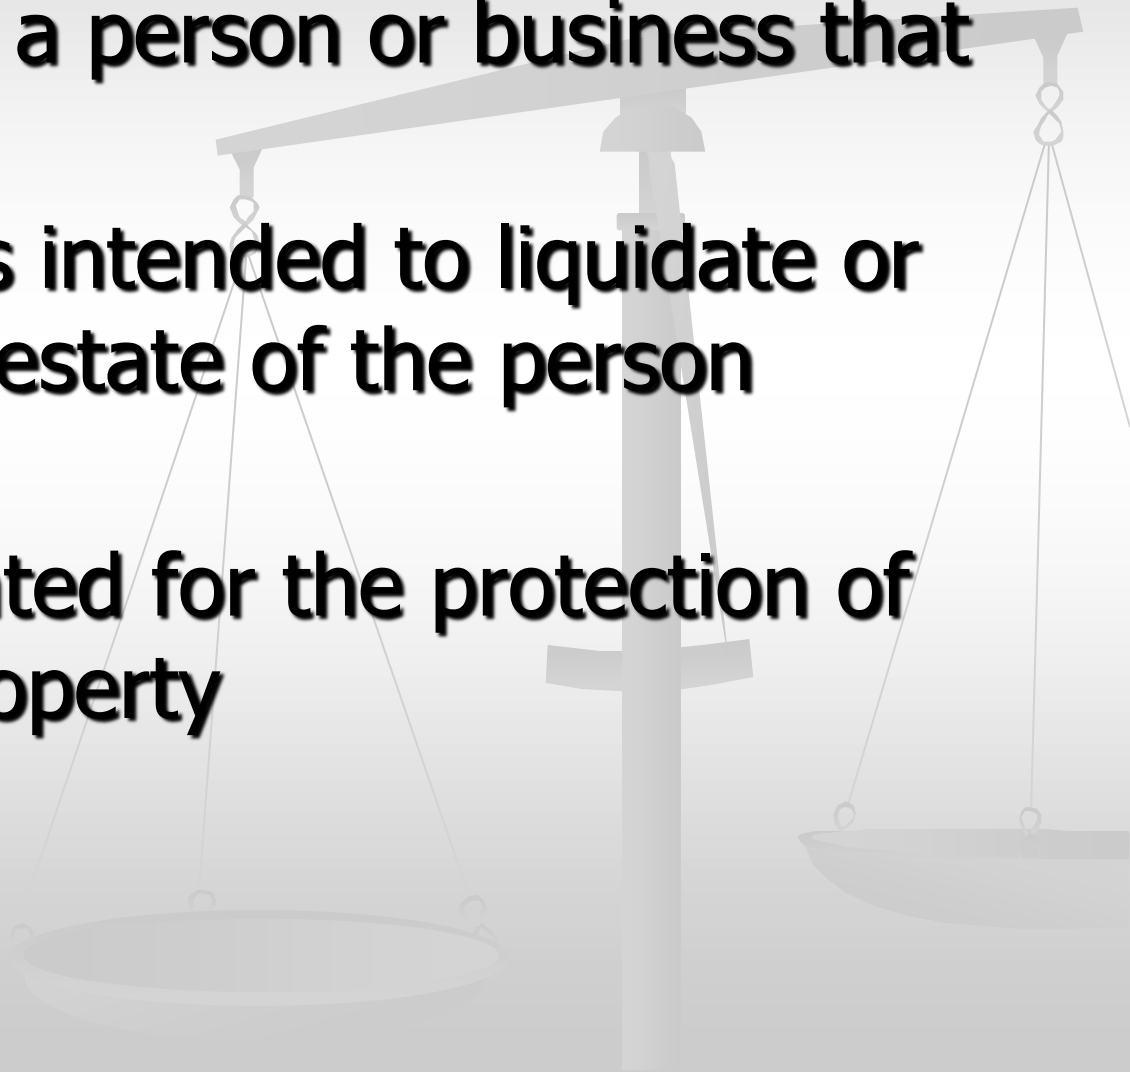 a person or business that
s intended to liquidate or
estate of the person
ted for the protection of
operty